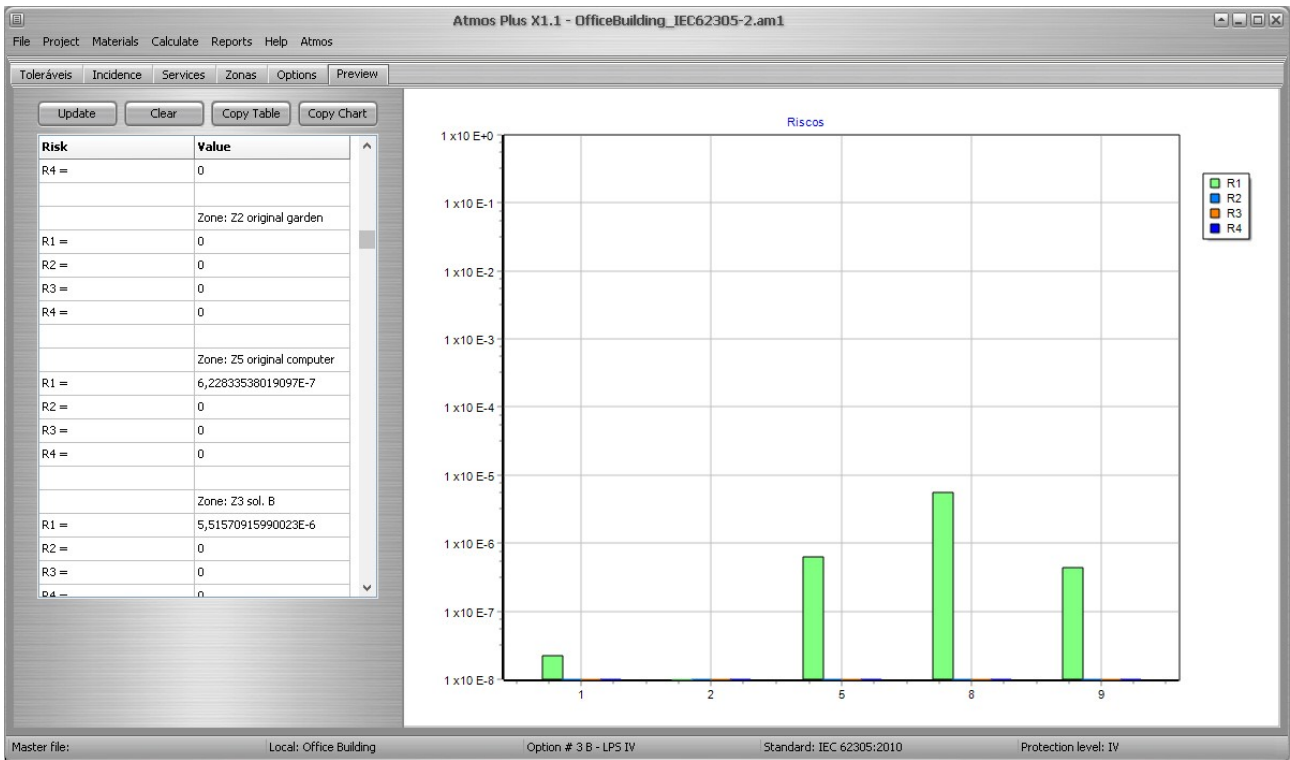 Atmos Plus X1.1 - OfficeBuilding_IEC62305-2.am1
File Project Materials Calculate Reports Help Atmos
Toleráveis Incidence Services Zonas Options Preview
Update Clear Copy Table Copy Chart
Risk Value
R4 = 0
Zone: Z2 original garden
R1 = 0
R2 = 0
R3 = 0
R4 = 0
Zone: Z5 original computer
R1 = 6,22833538019097E-7
R2 = 0
R3 = 0
R4 = 0
Zone: Z3 sol. B
R1 = 5,51570915990023E-6
R2 = 0
R3 = 0
R4 = 0
Riscos
1 x10 E+0
1 x10 E-1
1 x10 E-2
1 x10 E-3
1 x10 E-4
1 x10 E-5
1 x10 E-6
1 x10 E-7
1 x10 E-8
1 2 5 8 9
R1
R2
R3
R4
Master file: Local: Office Building Option # 3 B - LPS IV Standard: IEC 62305:2010 Protection level: IV